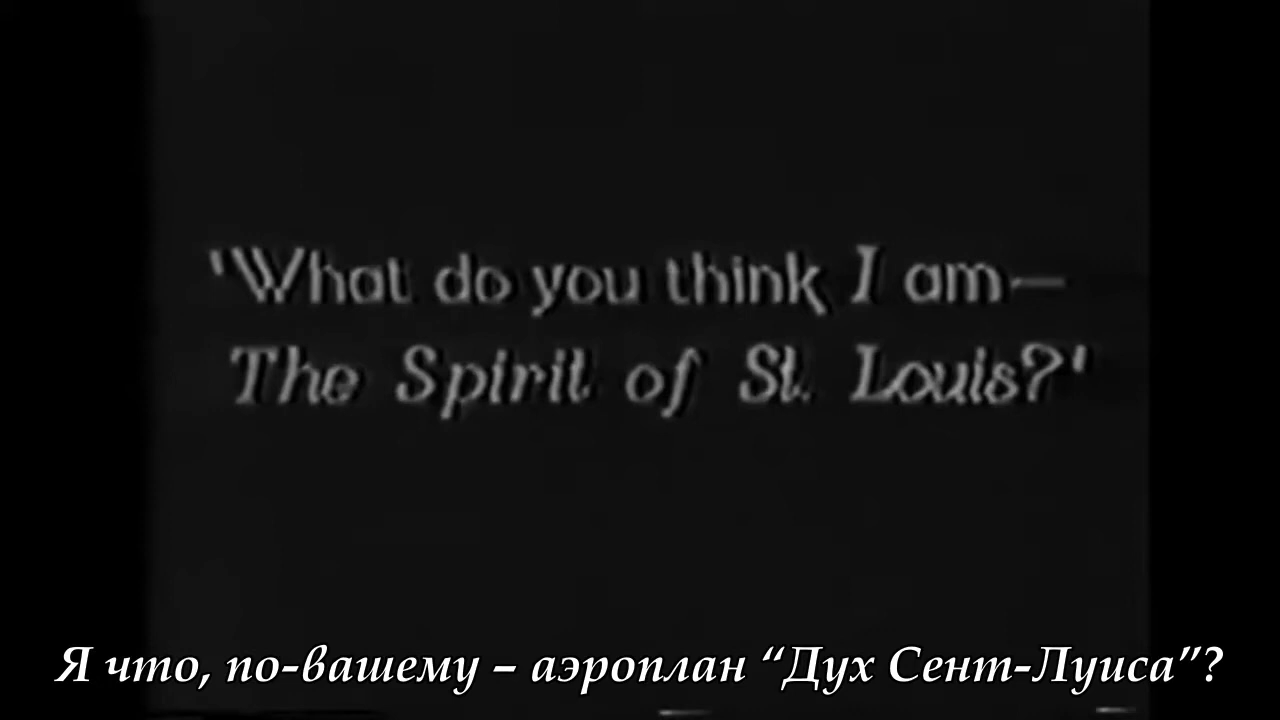 'What do you think I am—
The Spirit of St. Louis?'
Я что, по-вашему – аэроплан “Дух Сент-Луиса”?